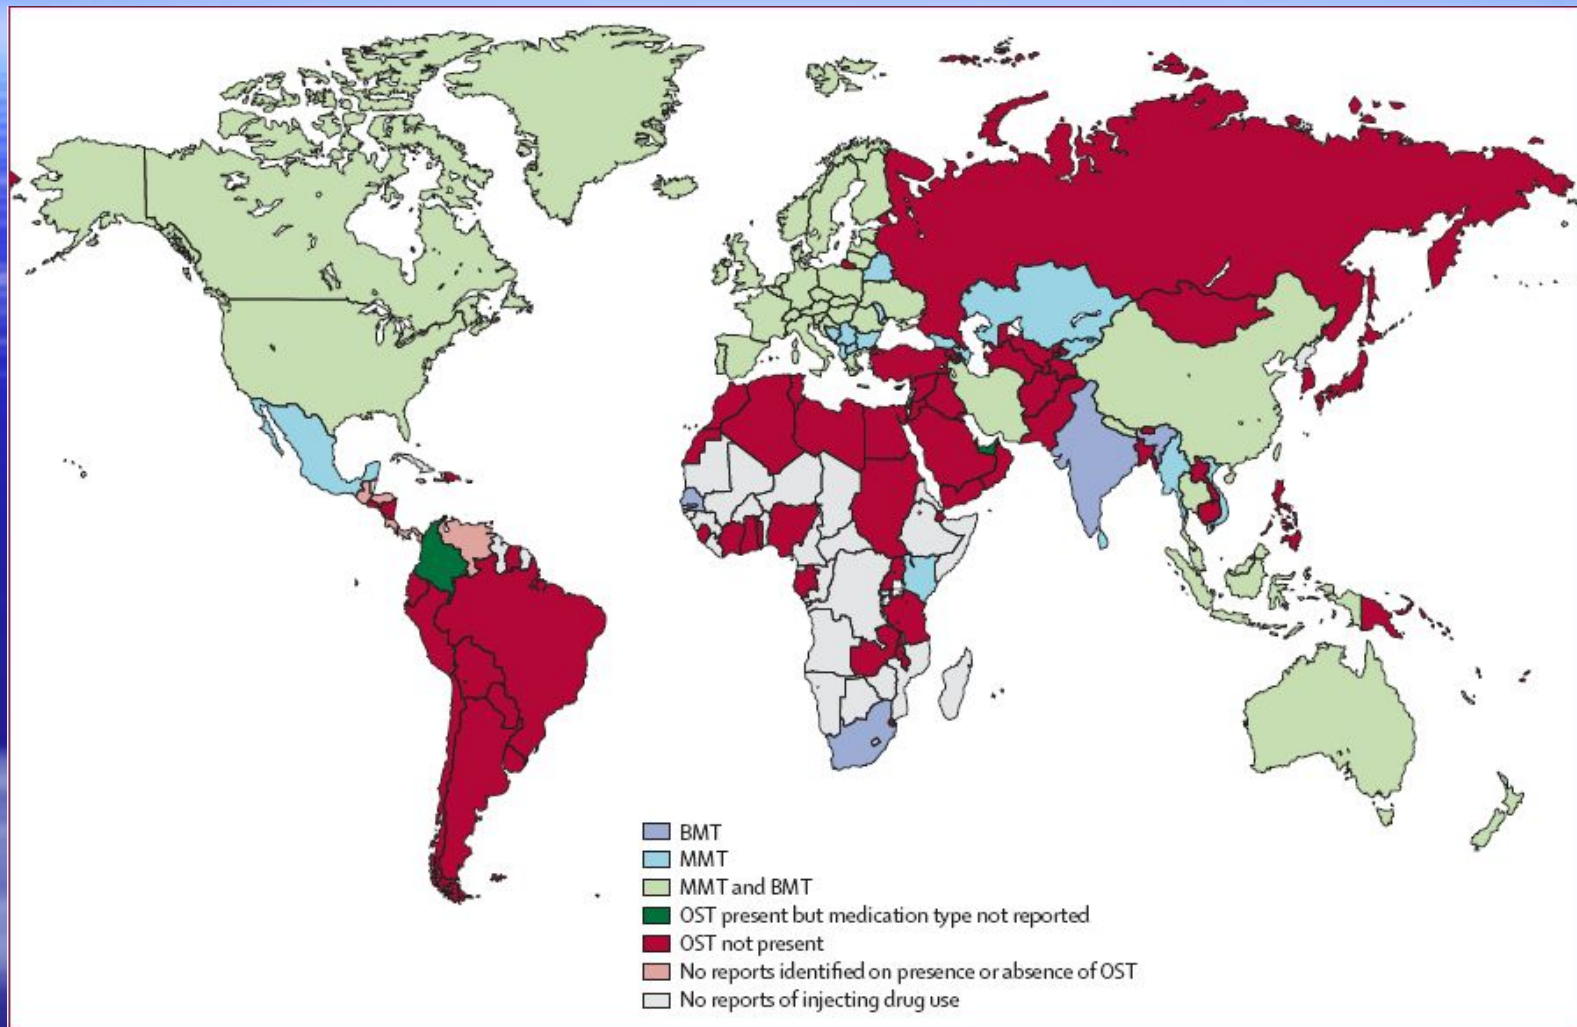 BMT
MMT
MMT and BMT
OST present but medication type not reported
OST not present
No reports identified on presence or absence of OST
No reports of injecting drug use